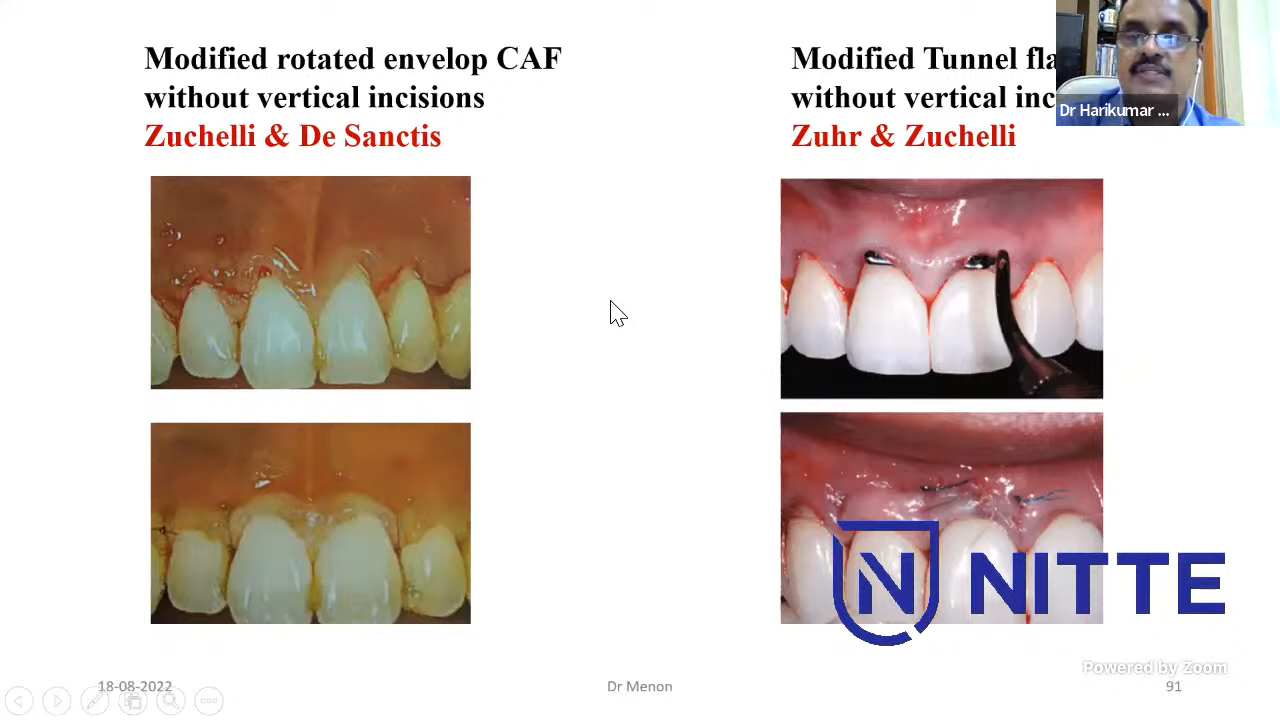 Modified rotated envelop CAF
without vertical incisions
Zuchelli & De Sanctis
Modified Tunnel fla
without vertical inc
Zuhr & Zuchelli
Dr Harikumar ...
N NITTE
Powered by Zoom
18-08-2022
Dr Menon
91